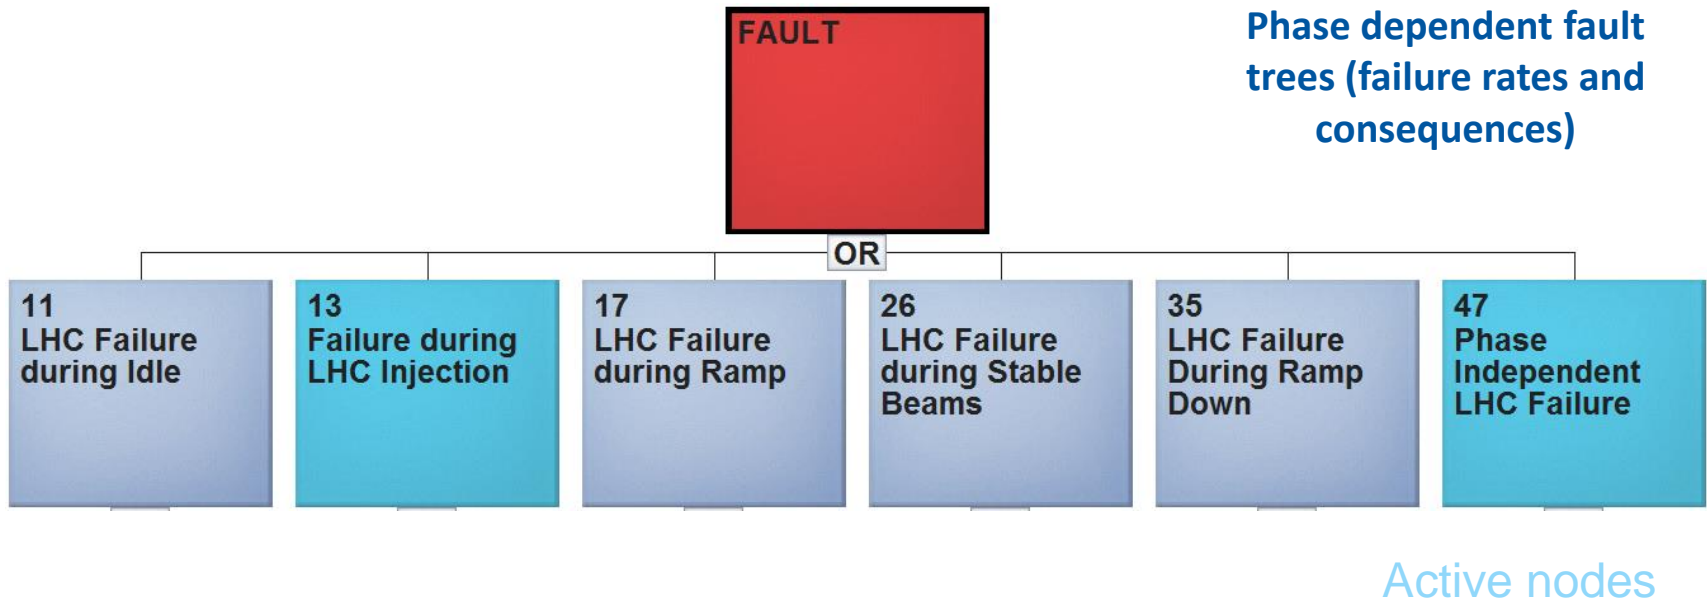 FAULT
Phase dependent fault
trees (failure rates and
consequences)
OR
11
LHC Failure
during Idle
13
Failure during
LHC Injection
17
LHC Failure
during Ramp
26
LHC Failure
during Stable
Beams
35
LHC Failure
During Ramp
Down
47
Phase
Independent
LHC Failure
Active nodes